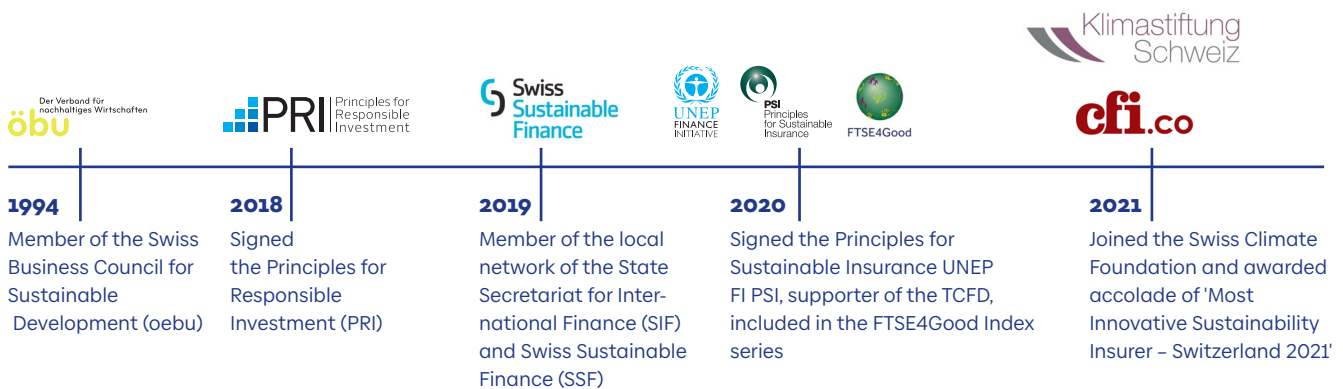 Klimastiftung
Schweiz
Der Verband für
nachhaltiges Wirtschaften
öbu
PRI
Principles for
Responsible
Investment
Swiss
Sustainable
Finance
UNEP
FINANCE
INITIATIVE
PSI
Principles
for Sustainable
Insurance
FTSE4Good
cfi.co
1994
Member of the Swiss
Business Council for
Sustainable
Development (oebu)
2018
Signed
the Principles for
Responsible
Investment (PRI)
2019
Member of the local
network of the State
Secretariat for Inter-
national Finance (SIF)
and Swiss Sustainable
Finance (SSF)
2020
Signed the Principles for
Sustainable Insurance UNEP
FI PSI, supporter of the TCFD,
included in the FTSE4Good Index
series
2021
Joined the Swiss Climate
Foundation and awarded
accolade of 'Most
Innovative Sustainability
Insurer – Switzerland 2021'